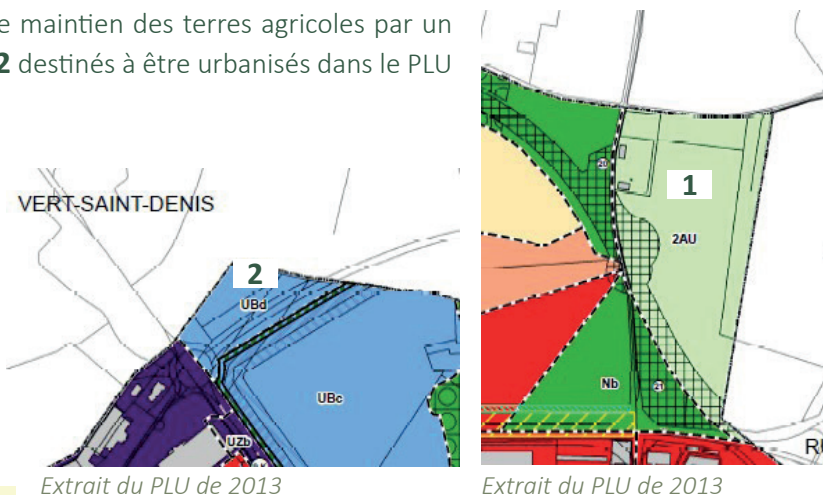 e maintien des terres agricoles par un
2 destinés à être urbanisés dans le PLU
VERT-SAINT-DENIS
2
UBd
UBc
UZb
Extrait du PLU de 2013
1
20
2AU
Nb
21
RU
Extrait du PLU de 2013